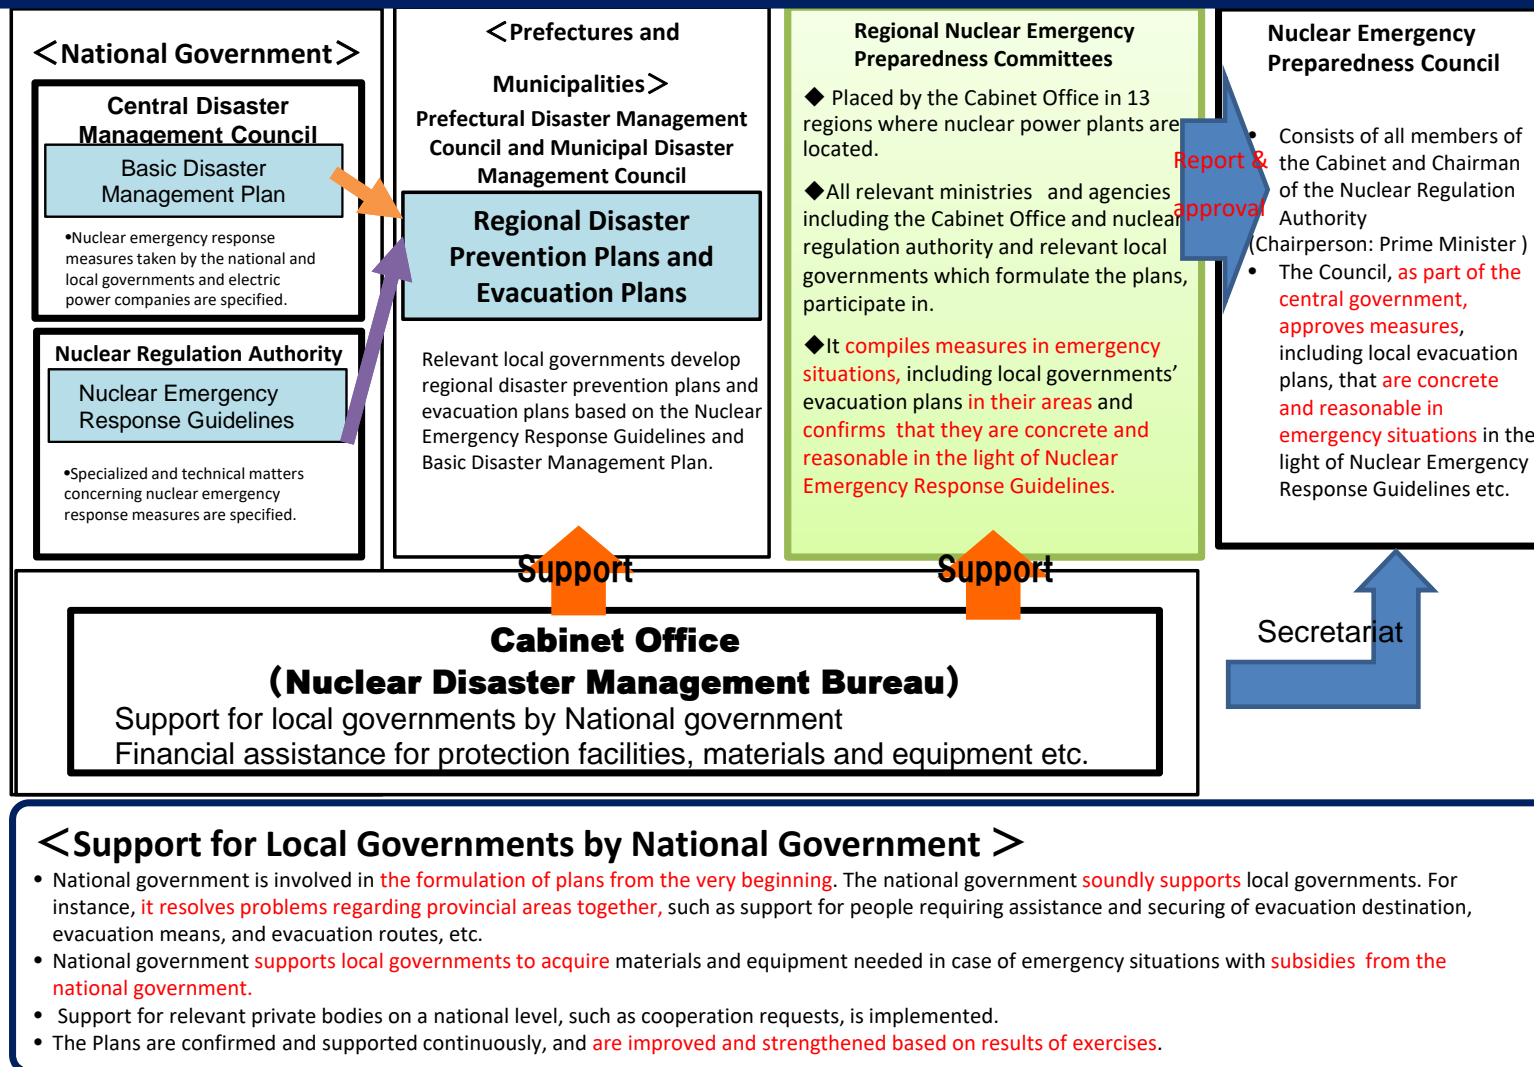 ＜National Government＞
Central Disaster
Management Council
Basic Disaster
Management Plan
•Nuclear emergency response
measures taken by the national and
local governments and electric
power companies are specified.
Nuclear Regulation Authority
Nuclear Emergency
Response Guidelines
•Specialized and technical matters
concerning nuclear emergency
response measures are specified.
＜Prefectures and
Municipalities＞
Prefectural Disaster Management
Council and Municipal Disaster
Management Council
Regional Disaster
Prevention Plans and
Evacuation Plans
Relevant local governments develop
regional disaster prevention plans and
evacuation plans based on the Nuclear
Emergency Response Guidelines and
Basic Disaster Management Plan.
Support
Regional Nuclear Emergency
Preparedness Committees
◆ Placed by the Cabinet Office in 13
regions where nuclear power plants are
located.
◆All relevant ministries and agencies
including the Cabinet Office and nuclear
regulation authority and relevant local
governments which formulate the plans,
participate in.
◆It compiles measures in emergency
situations, including local governments’
evacuation plans in their areas and
confirms that they are concrete and
reasonable in the light of Nuclear
Emergency Response Guidelines.
Support
Report &
approval
Nuclear Emergency
Preparedness Council
• Consists of all members of
the Cabinet and Chairman
of the Nuclear Regulation
Authority
(Chairperson: Prime Minister )
• The Council, as part of the
central government,
approves measures,
including local evacuation
plans, that are concrete
and reasonable in
emergency situations in the
light of Nuclear Emergency
Response Guidelines etc.
Secretariat
Cabinet Office
（Nuclear Disaster Management Bureau）
Support for local governments by National government
Financial assistance for protection facilities, materials and equipment etc.
＜Support for Local Governments by National Government ＞
• National government is involved in the formulation of plans from the very beginning. The national government soundly supports local governments. For
instance, it resolves problems regarding provincial areas together, such as support for people requiring assistance and securing of evacuation destination,
evacuation means, and evacuation routes, etc.
• National government supports local governments to acquire materials and equipment needed in case of emergency situations with subsidies from the
national government.
• Support for relevant private bodies on a national level, such as cooperation requests, is implemented.
• The Plans are confirmed and supported continuously, and are improved and strengthened based on results of exercises.